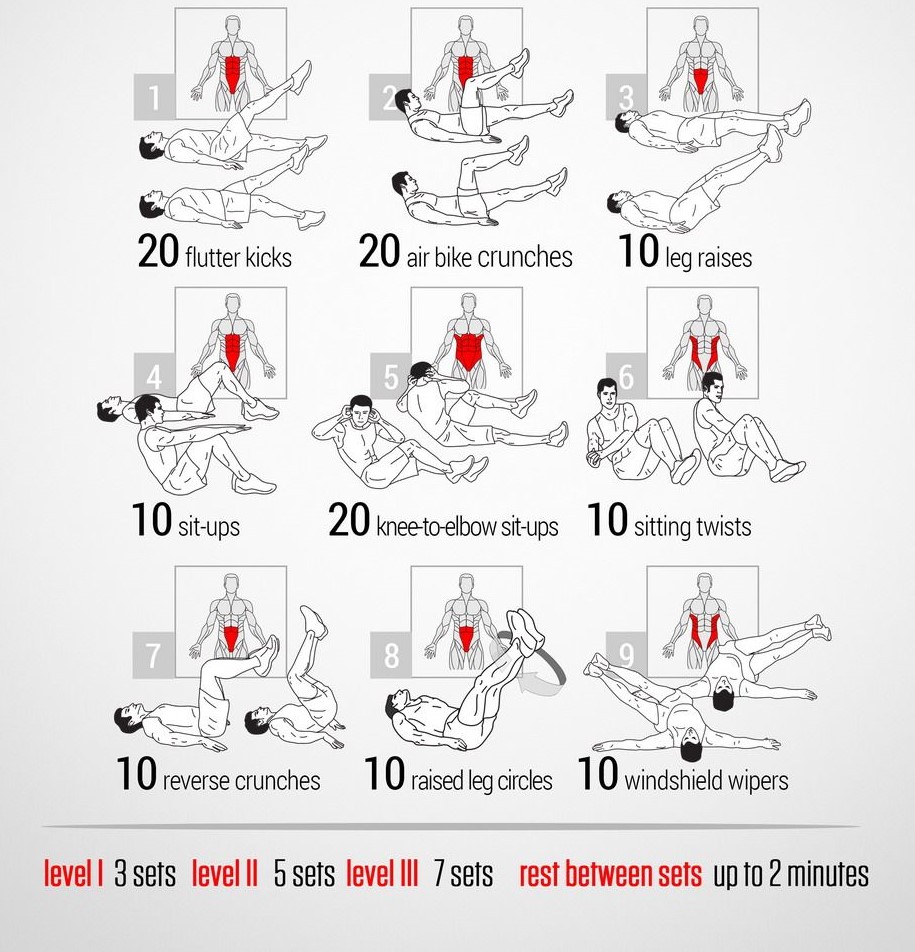 1
2
3
20 flutter kicks
20 air bike crunches
10 leg raises
4
5
6
10 sit-ups
20 knee-to-elbow sit-ups
10 sitting twists
7
8
9
10 reverse crunches
10 raised leg circles
10 windshield wipers
level I 3 sets level II 5 sets level III 7 sets rest between sets up to 2 minutes